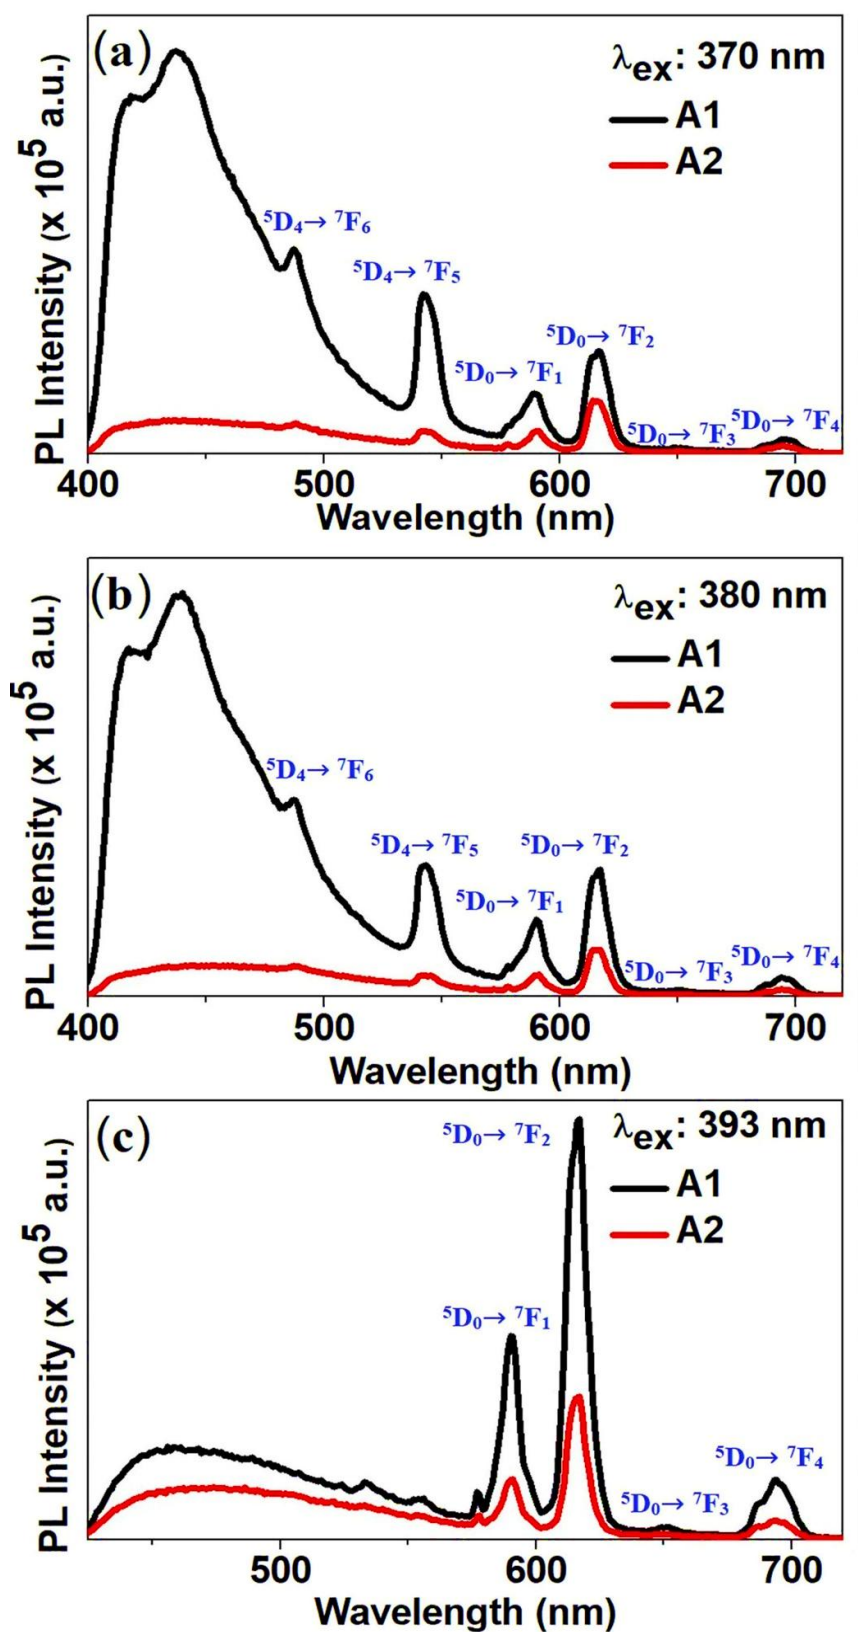 (a)
λex: 370 nm
A1
A2
⁵D₄→ ⁷F₆
⁵D₄→ ⁷F₅
⁵D₀→ ⁷F₁
⁵D₀→ ⁷F₂
⁵D₀→ ⁷F₃
⁵D₀→ ⁷F₄
PL Intensity (x 10⁵ a.u.)
400 500 600 700
Wavelength (nm)
(b)
λex: 380 nm
A1
A2
⁵D₄→ ⁷F₆
⁵D₄→ ⁷F₅
⁵D₀→ ⁷F₂
⁵D₀→ ⁷F₁
⁵D₀→ ⁷F₃
⁵D₀→ ⁷F₄
PL Intensity (x 10⁵ a.u.)
400 500 600 700
Wavelength (nm)
(c)
λex: 393 nm
A1
A2
⁵D₀→ ⁷F₂
⁵D₀→ ⁷F₁
⁵D₀→ ⁷F₃
⁵D₀→ ⁷F₄
PL Intensity (x 10⁵ a.u.)
500 600 700
Wavelength (nm)